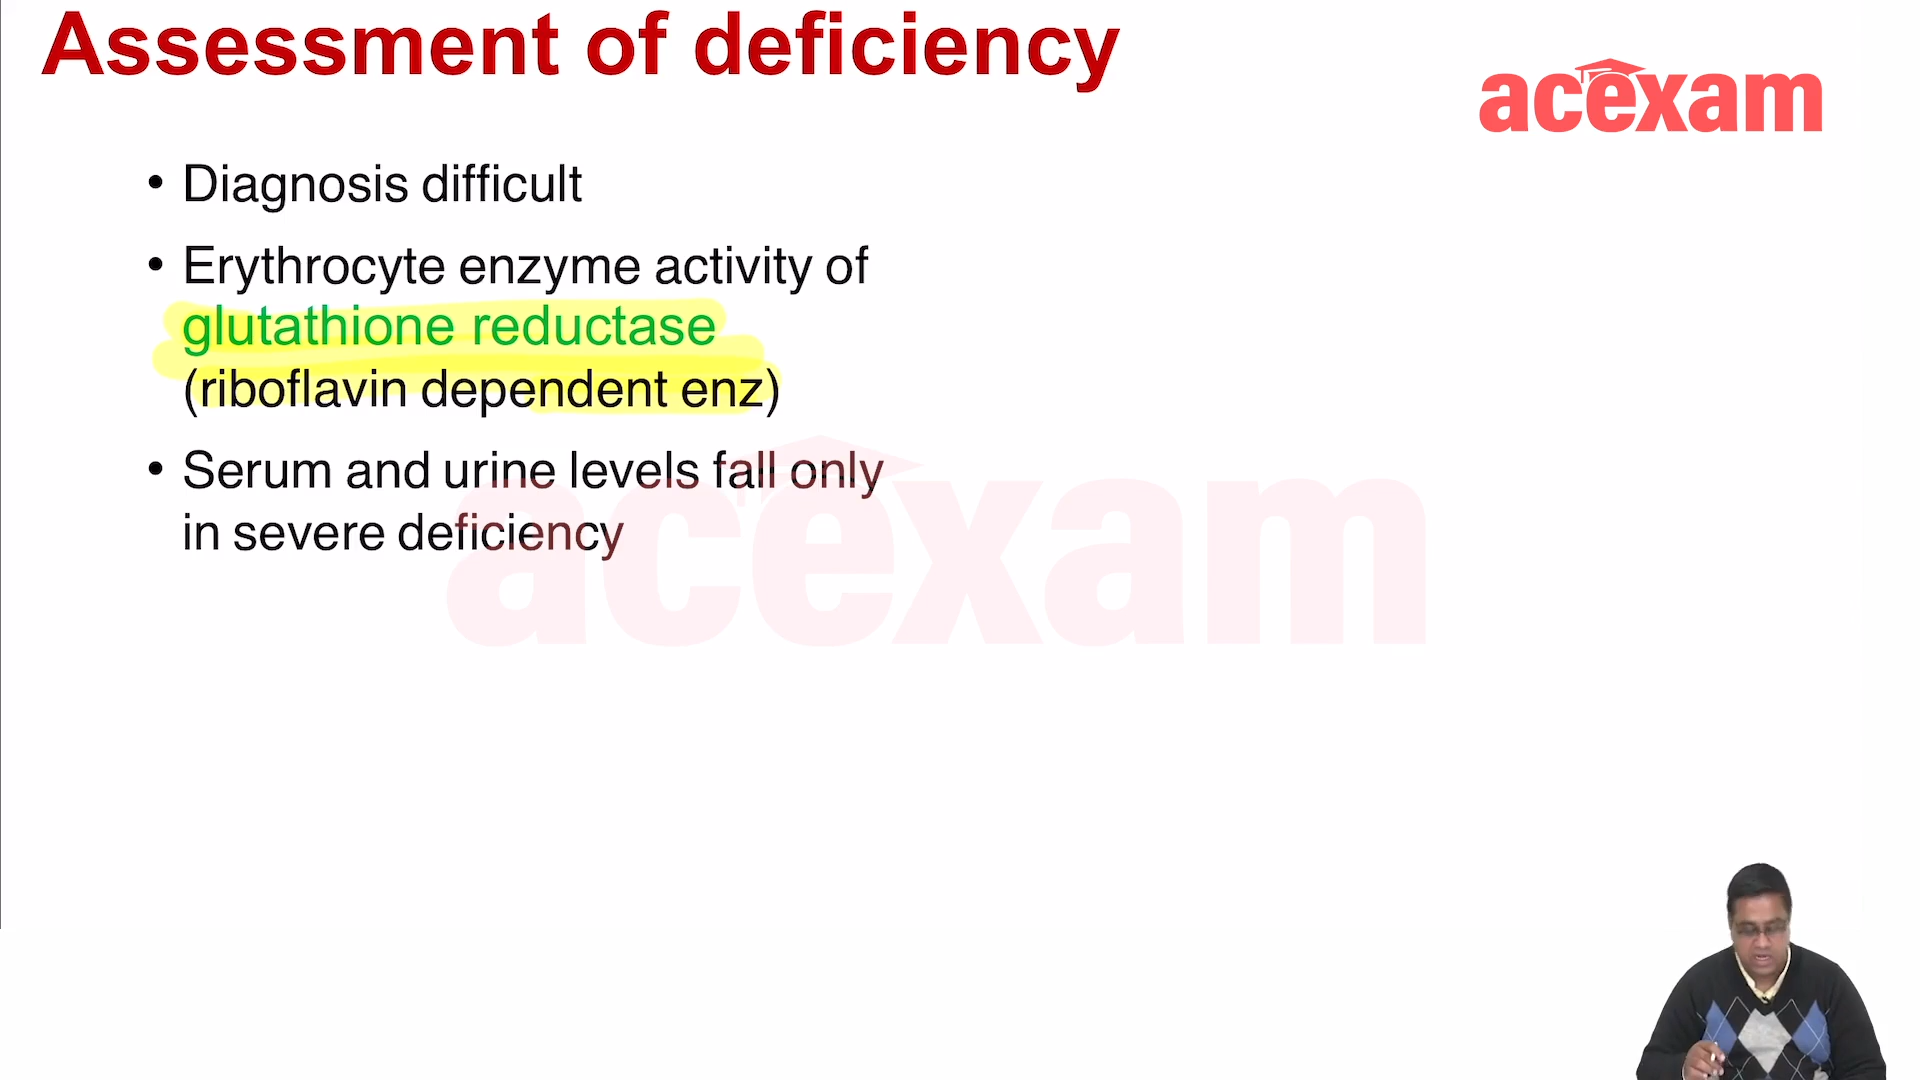 Assessment of deficiency
acexam
• Diagnosis difficult
• Erythrocyte enzyme activity of
glutathione reductase
(riboflavin dependent enz)
• Serum and urine levels fall only
in severe deficiency
acexam